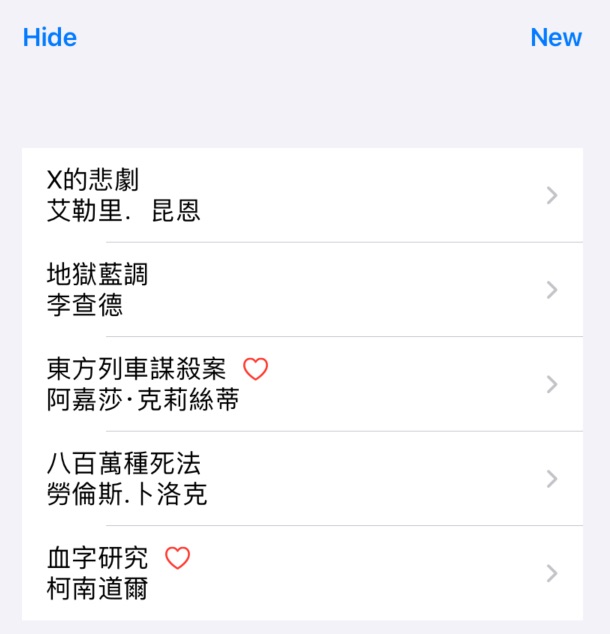 Hide
New
X的悲劇
艾勒里．昆恩
地獄藍調
李查德
東方列車謀殺案
阿嘉莎·克莉絲蒂
八百萬種死法
勞倫斯.卜洛克
血字研究
柯南道爾